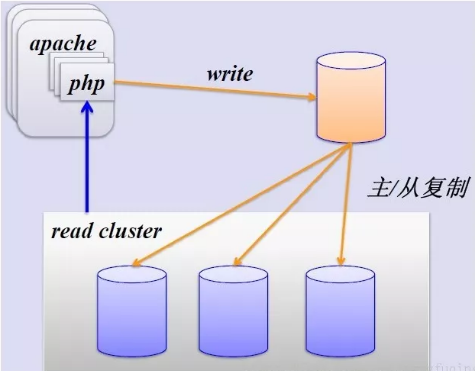 apache
php
write
主/从复制
read cluster